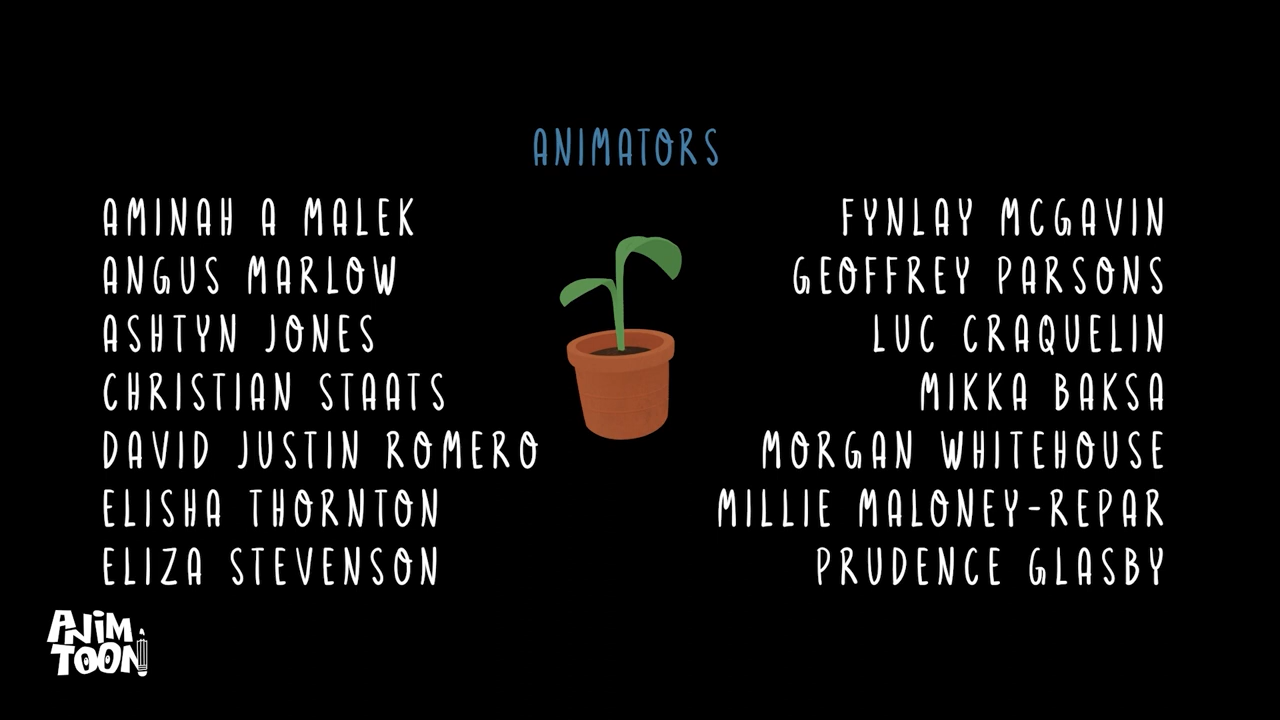 ANIMATORS
AMINAH A MALEK
ANGUS MARLOW
ASHTYN JONES
CHRISTIAN STAATS
DAVID JUSTIN ROMERO
ELISHA THORNTON
ELIZA STEVENSON
FYNLAY MCGAVIN
GEOFFREY PARSONS
LUC CRAQUELIN
MIKKA BAKSA
MORGAN WHITEHOUSE
MILLIE MALONEY-REPAR
PRUDENCE GLASBY
ANIM
TOON